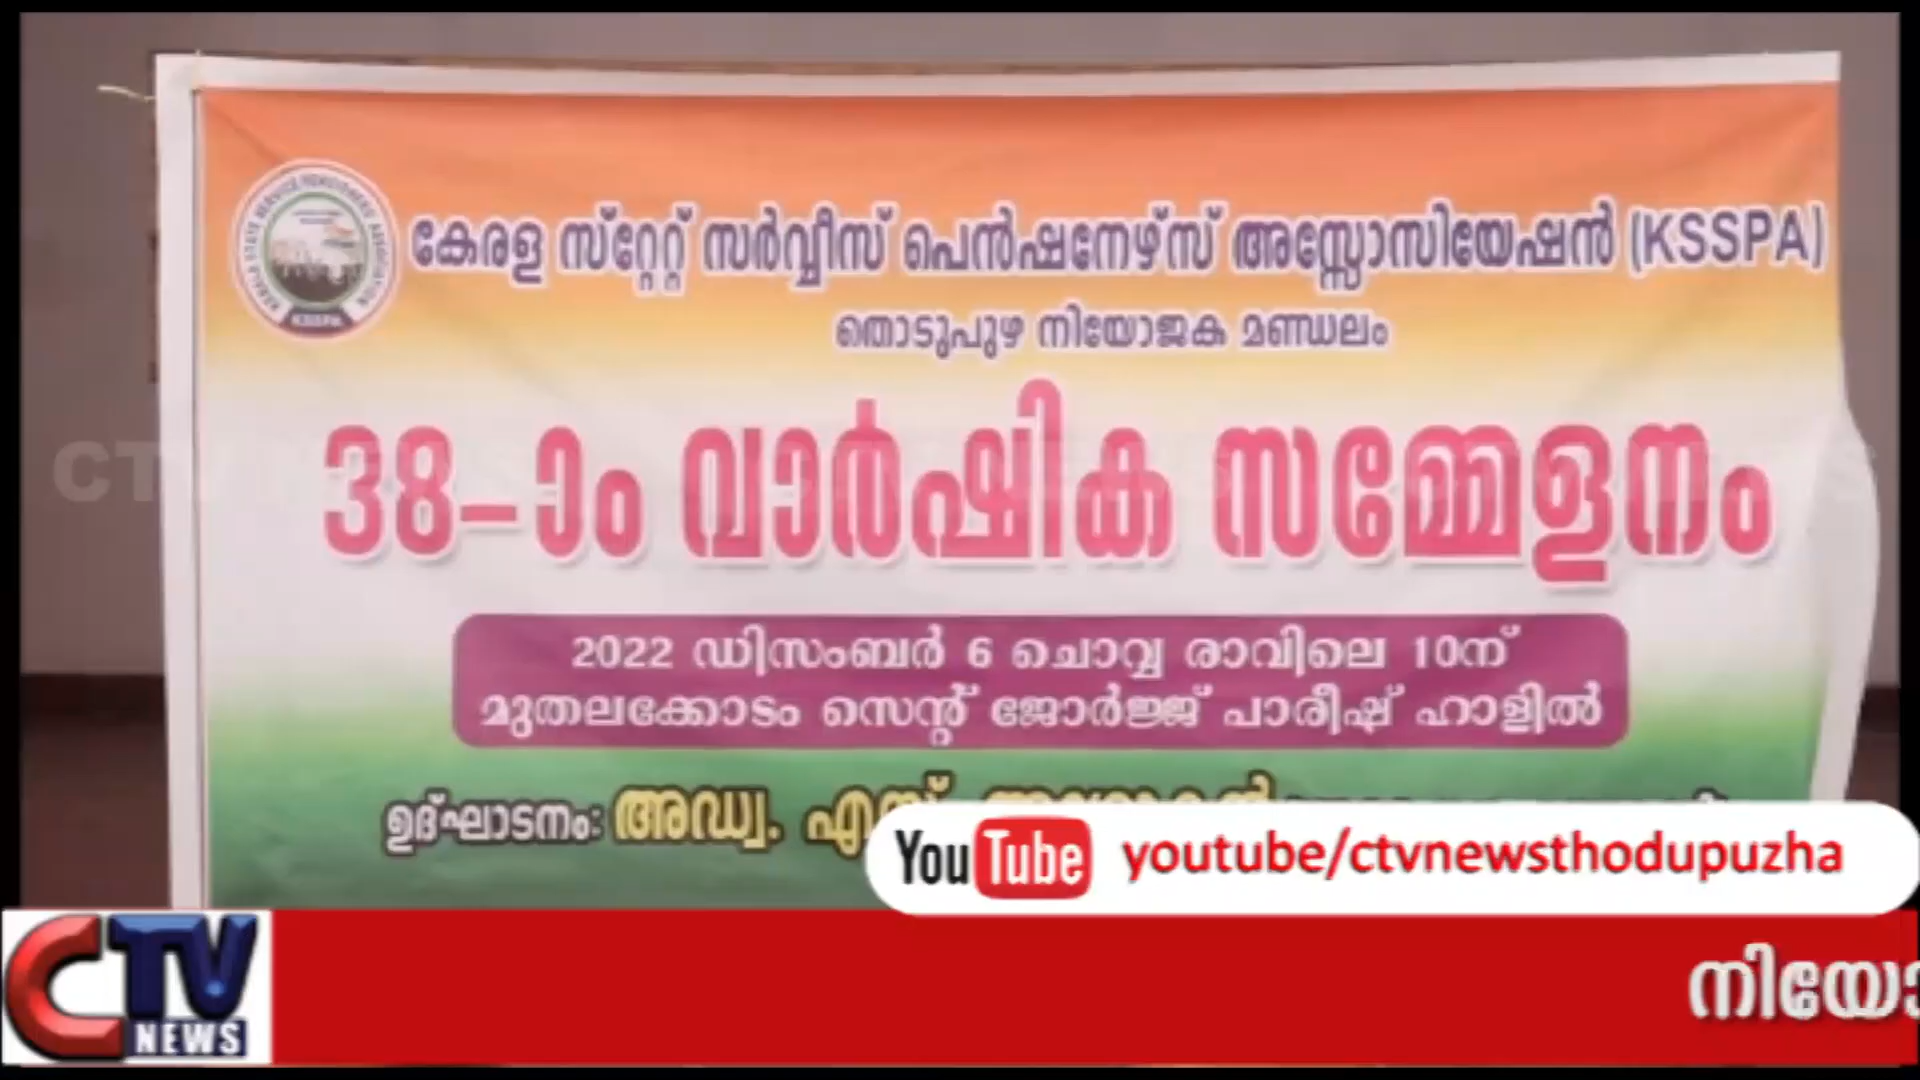 കേരള സ്റ്റേറ്റ് സർവ്വീസ് പെൻഷനേഴ്സ് അസ്സോസിയേഷൻ (KSSPA)
തൊടുപുഴ നിയോജക മണ്ഡലം
38-ാം വാർഷിക സമ്മേളനം
2022 ഡിസംബർ 6 ചൊവ്വ രാവിലെ 10ന്
മുതലക്കോടം സെന്റ് ജോർജ്ജ് പാരീഷ് ഹാളിൽ
ഉദ്ഘാടനം: അഡ്വ. എസ്.
YouTube youtube/ctvnewsthodupuzha
CTV NEWS
നിയോ